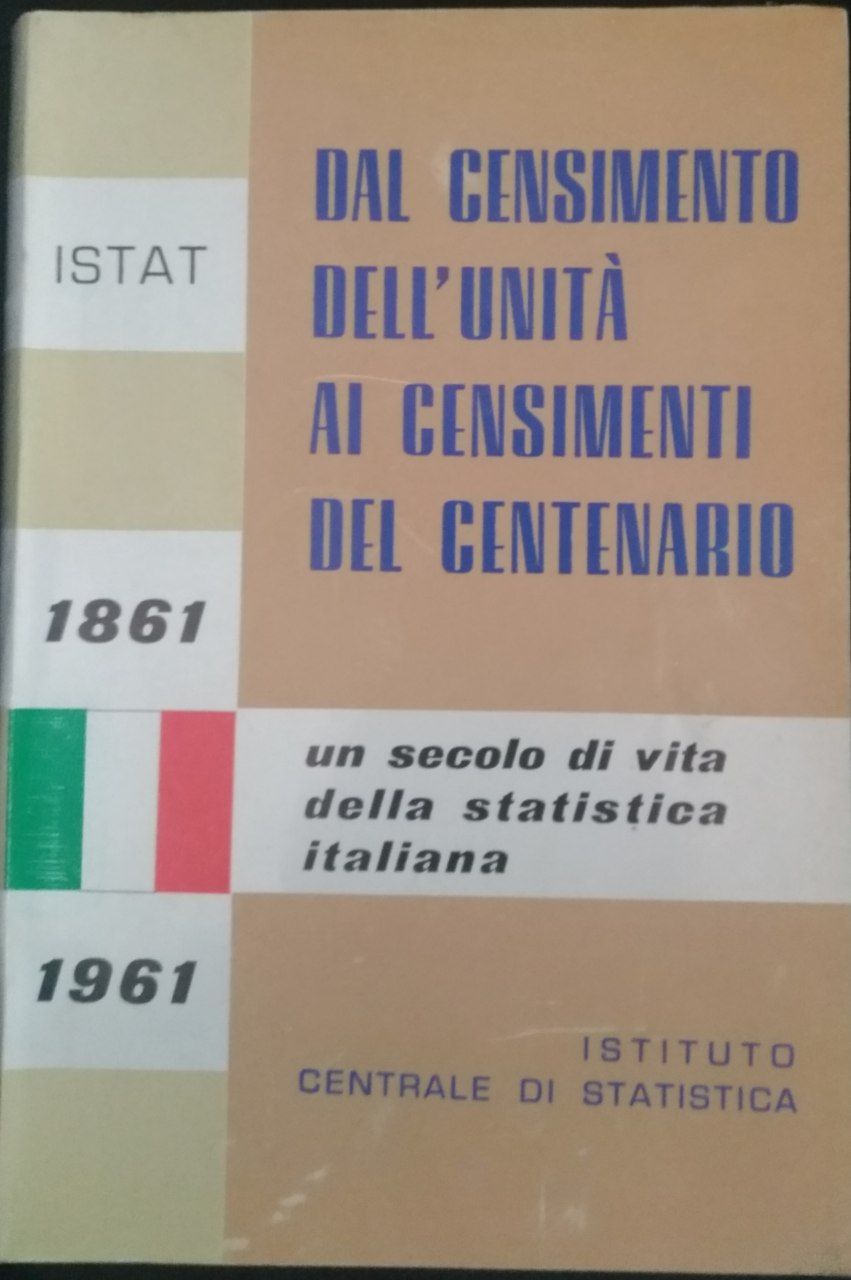 ISTAT
DAL CENSIMENTO
DELL'UNITÀ
AI CENSIMENTI
DEL CENTENARIO
1861
un secolo di vita
della statistica
italiana
1961
ISTITUTO
CENTRALE DI STATISTICA